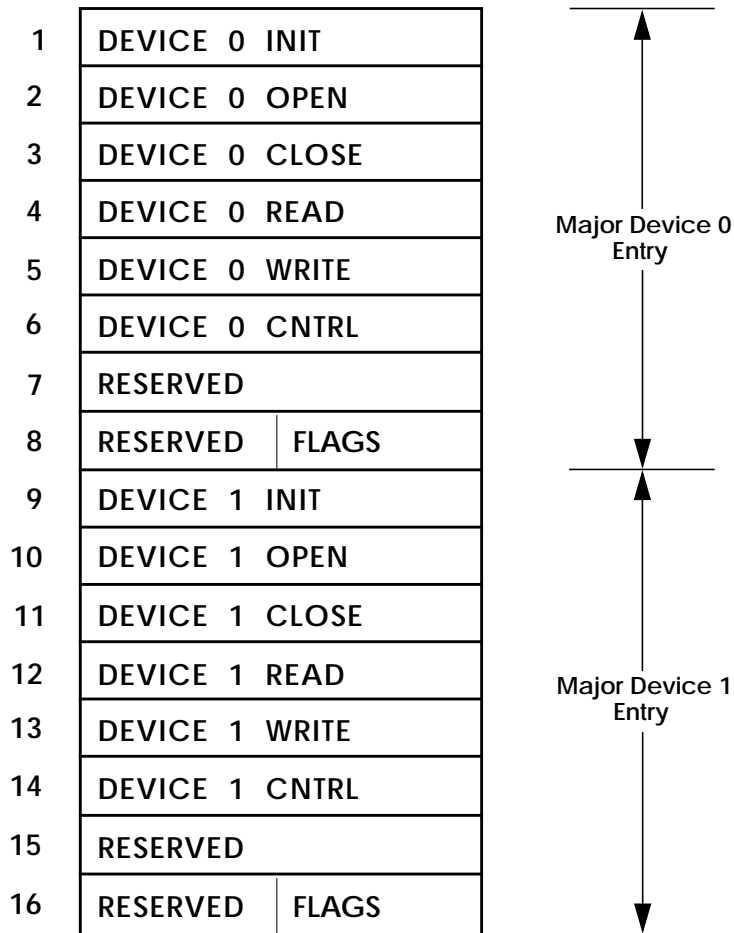 1 DEVICE 0 INIT
2 DEVICE 0 OPEN
3 DEVICE 0 CLOSE
4 DEVICE 0 READ
5 DEVICE 0 WRITE
6 DEVICE 0 CNTRL
7 RESERVED
8 RESERVED FLAGS
Major Device 0
Entry
9 DEVICE 1 INIT
10 DEVICE 1 OPEN
11 DEVICE 1 CLOSE
12 DEVICE 1 READ
13 DEVICE 1 WRITE
14 DEVICE 1 CNTRL
15 RESERVED
16 RESERVED FLAGS
Major Device 1
Entry